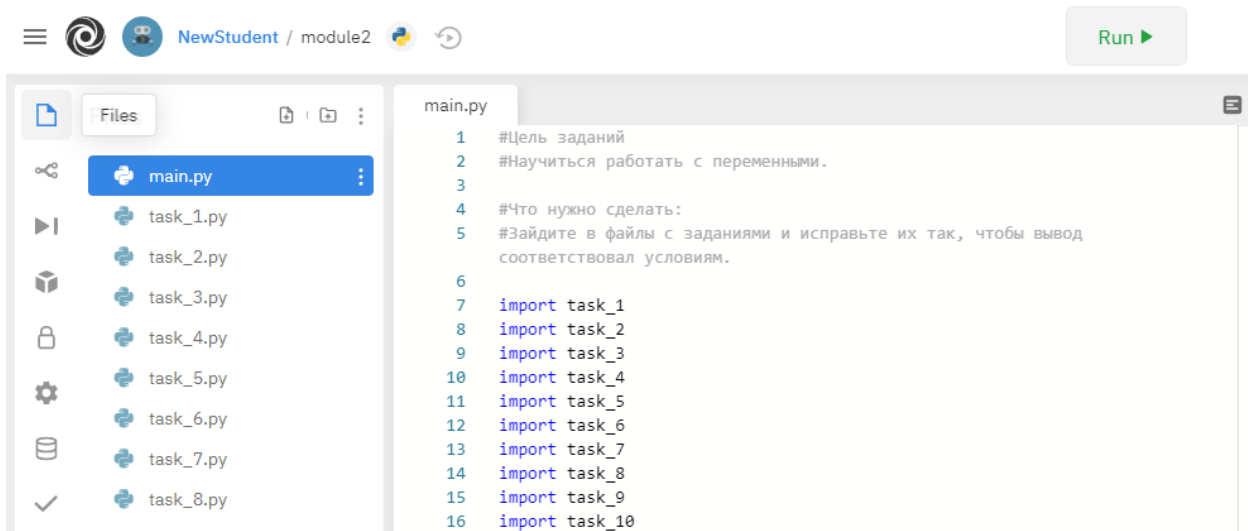 NewStudent / module2
Run
Files
main.py
task_1.py
task_2.py
task_3.py
task_4.py
task_5.py
task_6.py
task_7.py
task_8.py
main.py
1 #Цель заданий
2 #Научиться работать с переменными.
3
4 #Что нужно сделать:
5 #Зайдите в файлы с заданиями и исправьте их так, чтобы вывод
соответствовал условиям.
6
7 import task_1
8 import task_2
9 import task_3
10 import task_4
11 import task_5
12 import task_6
13 import task_7
14 import task_8
15 import task_9
16 import task_10